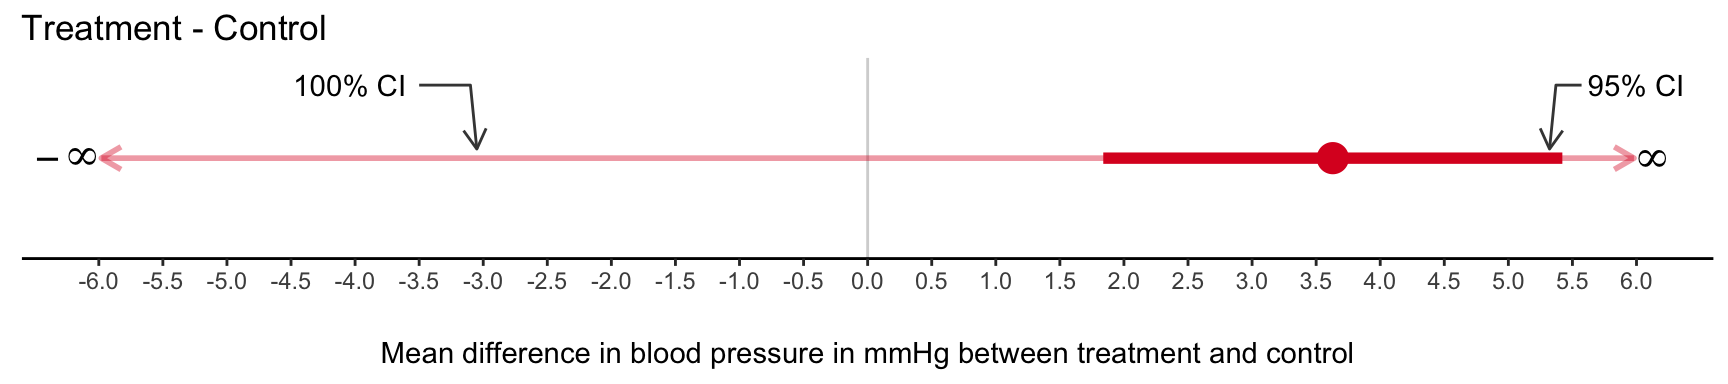 Treatment - Control
100% CI
95% CI
– ∞
∞
-6.0 -5.5 -5.0 -4.5 -4.0 -3.5 -3.0 -2.5 -2.0 -1.5 -1.0 -0.5 0.0 0.5 1.0 1.5 2.0 2.5 3.0 3.5 4.0 4.5 5.0 5.5 6.0
Mean difference in blood pressure in mmHg between treatment and control